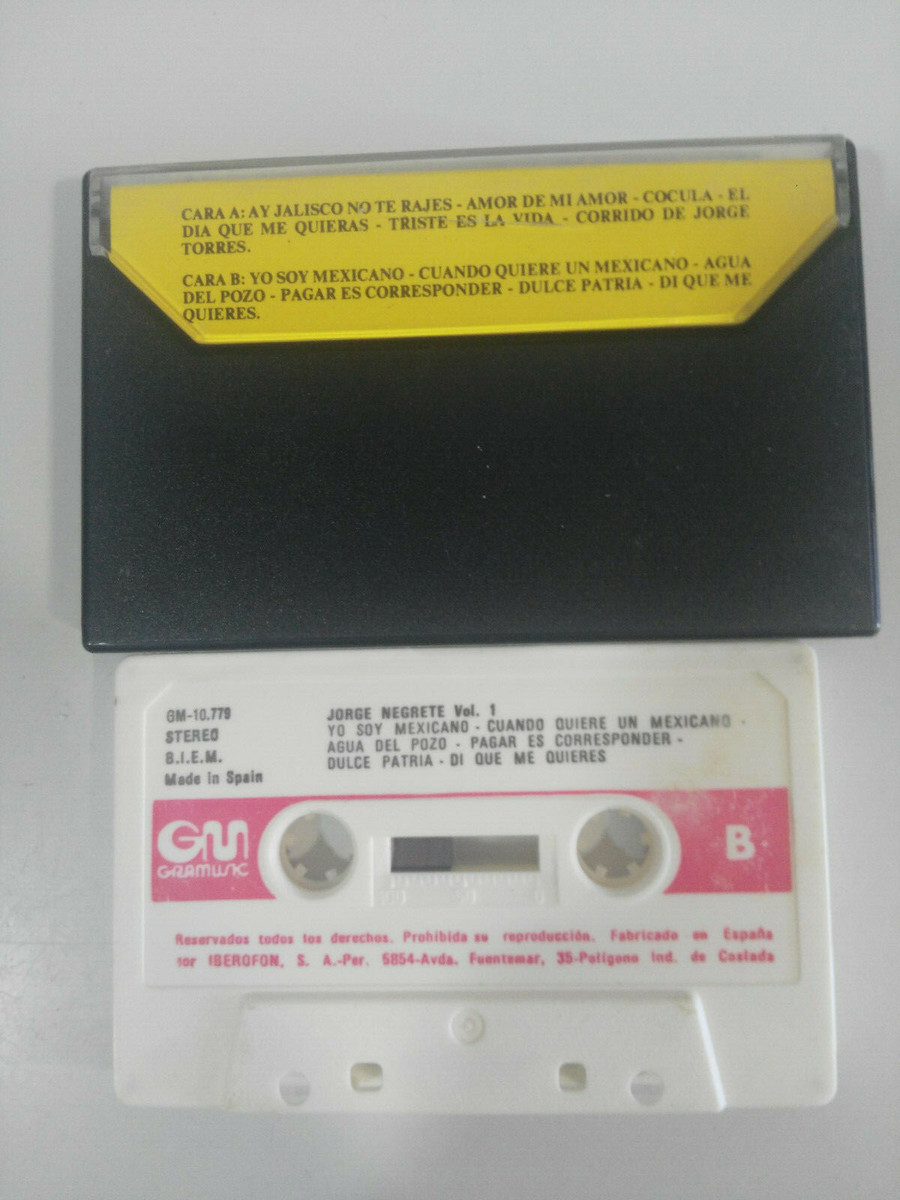 CARA A: AY JALISCO NO TE RAJES - AMOR DE MI AMOR - COCULA - EL
DIA QUE ME QUIERAS - TRISTE ES LA VIDA - CORRIDO DE JORGE
TORRES.
CARA B: YO SOY MEXICANO - CUANDO QUIERE UN MEXICANO - AGUA
DEL POZO - PAGAR ES CORRESPONDER - DULCE PATRIA - DI QUE ME
QUIERES.
GM-10.779
STEREO
B.I.E.M.
Made in Spain
JORGE NEGRETE Vol. 1
YO SOY MEXICANO - CUANDO QUIERE UN MEXICANO -
AGUA DEL POZO - PAGAR ES CORRESPONDER -
DULCE PATRIA - DI QUE ME QUIERES
GM
GRAMUSIC
B
Reservados todos los derechos. Prohibida su reproducción. Fabricado en España
por IBEROFON, S. A.-Per. 5854-Avda. Fuentemar, 35-Polígono Ind. de Coslada